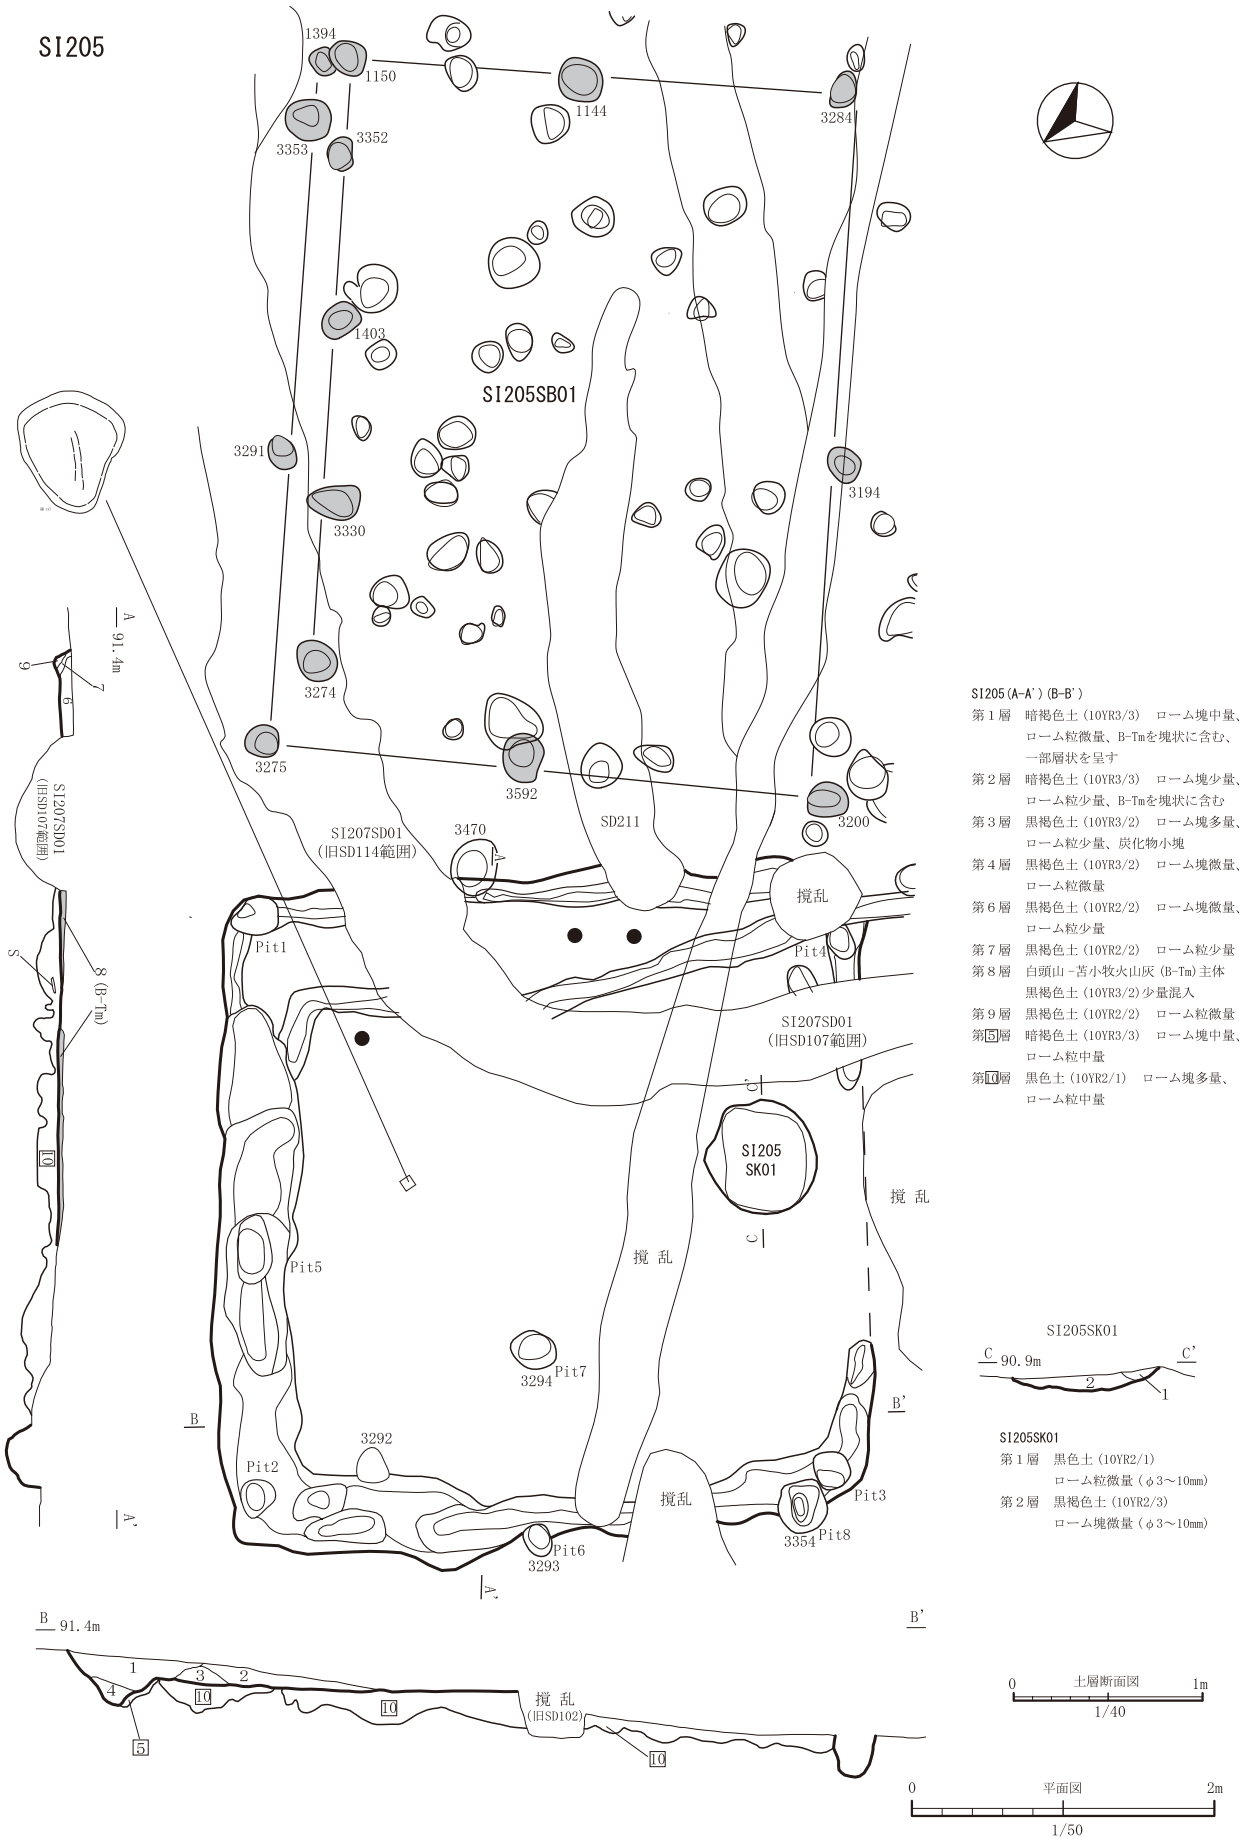 SI205
1394
1150
1144
3284
3353
3352
1403
SI205SB01
3291
3194
3330
3274
3275
3592
3200
A
91.4m
9
7
6
SI207SD01
(旧SD107範囲)
S
8 (B-Tm)
10
A'
SI207SD01
(旧SD114範囲)
3470
A
SD211
撹乱
Pit1
Pit4
SI207SD01
(旧SD107範囲)
C'
SI205
SK01
C
撹乱
撹乱
Pit5
Pit7
3294
B
B'
3292
Pit2
撹乱
Pit3
3354
Pit8
Pit6
3293
A'
SI205(A-A')(B-B')
第1層 暗褐色土(10YR3/3) ローム塊中量、
ローム粒微量、B-Tmを塊状に含む、
一部層状を呈す
第2層 暗褐色土(10YR3/3) ローム塊少量、
ローム粒少量、B-Tmを塊状に含む
第3層 黒褐色土(10YR3/2) ローム塊多量、
ローム粒少量、炭化物小塊
第4層 黒褐色土(10YR3/2) ローム塊微量、
ローム粒微量
第6層 黒褐色土(10YR2/2) ローム塊微量、
ローム粒少量
第7層 黒褐色土(10YR2/2) ローム粒少量
第8層 白頭山-苫小牧火山灰(B-Tm)主体
黒褐色土(10YR3/2)少量混入
第9層 黒褐色土(10YR2/2) ローム粒微量
第5層 暗褐色土(10YR3/3) ローム塊中量、
ローム粒中量
第10層 黒色土(10YR2/1) ローム塊多量、
ローム粒中量
SI205SK01
C 90.9m
C'
2
1
SI205SK01
第1層 黒色土(10YR2/1)
ローム粒微量(φ3～10mm)
第2層 黒褐色土(10YR2/3)
ローム塊微量(φ3～10mm)
B 91.4m
B'
1
3
2
4
10
10
5
撹乱
(旧SD102)
10
0 土層断面図 1m
1/40
0 平面図 2m
1/50